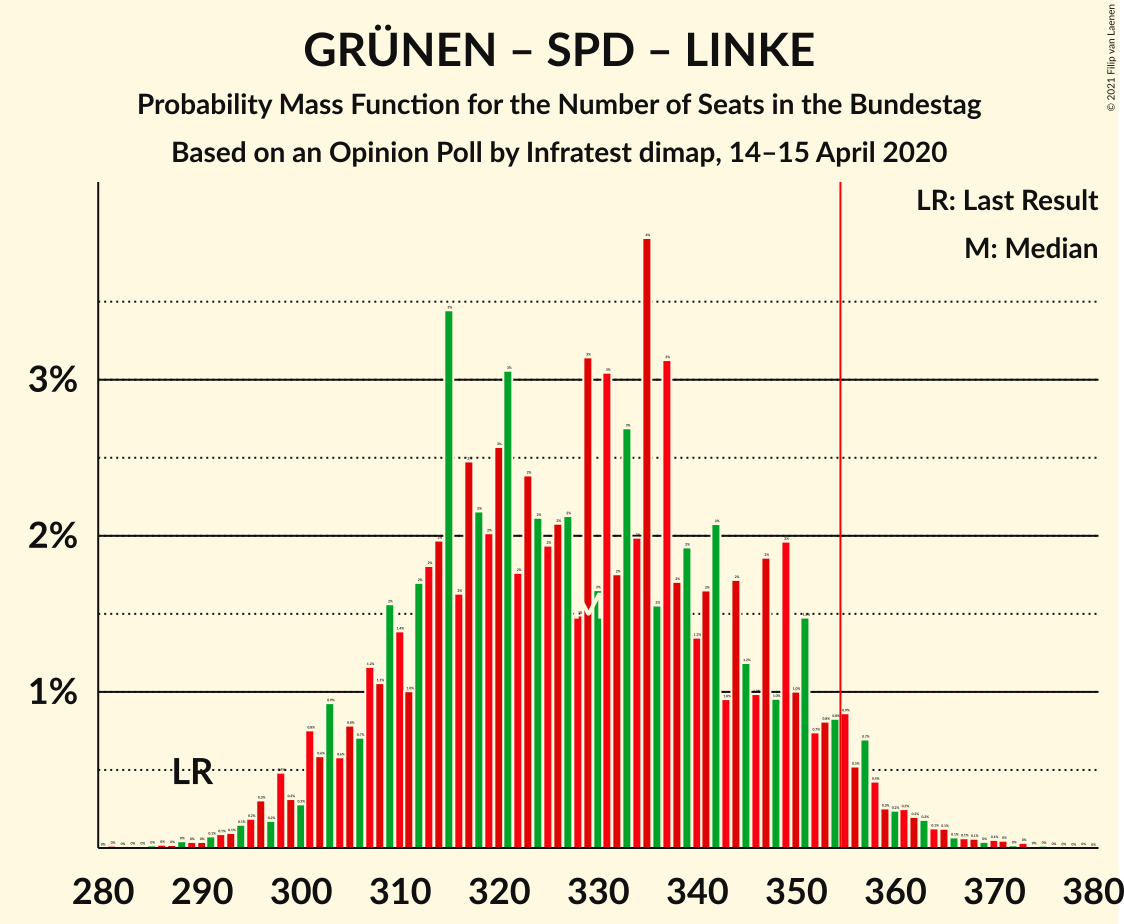 GRÜNEN – SPD – LINKE
Probability Mass Function for the Number of Seats in the Bundestag
Based on an Opinion Poll by Infratest dimap, 14–15 April 2020
© 2021 Filip van Laenen
LR: Last Result
M: Median
3%
2%
1%
LR
M
280 290 300 310 320 330 340 350 360 370 380